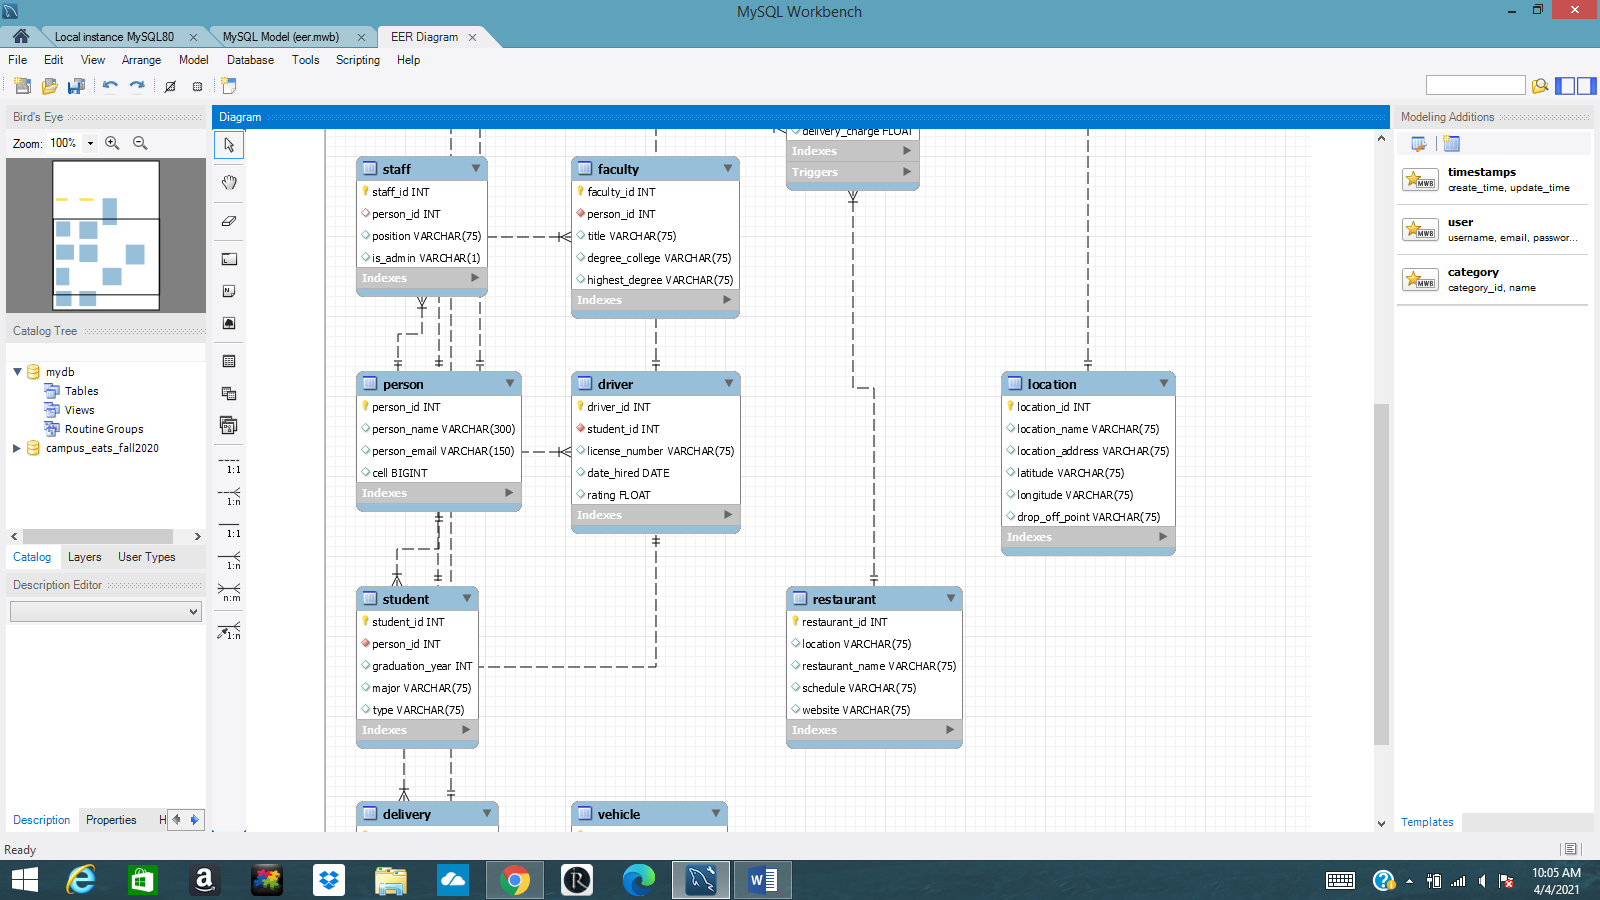 MySQL Workbench
Local instance MySQL80
MySQL Model (eer.mwb)
EER Diagram
File Edit View Arrange Model Database Tools Scripting Help
Bird's Eye
Zoom: 100%
Catalog Tree
mydb
Tables
Views
Routine Groups
campus_eats_fall2020
Catalog Layers User Types
Description Editor
Description Properties H
Ready
1:1
1:n
1:1
1:n
n:m
1:n
Diagram
delivery_charge FLOAT
Indexes
Triggers
staff
staff_id INT
person_id INT
position VARCHAR(75)
is_admin VARCHAR(1)
Indexes
faculty
faculty_id INT
person_id INT
title VARCHAR(75)
degree_college VARCHAR(75)
highest_degree VARCHAR(75)
Indexes
person
person_id INT
person_name VARCHAR(300)
person_email VARCHAR(150)
cell BIGINT
Indexes
driver
driver_id INT
student_id INT
license_number VARCHAR(75)
date_hired DATE
rating FLOAT
Indexes
location
location_id INT
location_name VARCHAR(75)
location_address VARCHAR(75)
latitude VARCHAR(75)
longitude VARCHAR(75)
drop_off_point VARCHAR(75)
Indexes
student
student_id INT
person_id INT
graduation_year INT
major VARCHAR(75)
type VARCHAR(75)
Indexes
restaurant
restaurant_id INT
location VARCHAR(75)
restaurant_name VARCHAR(75)
schedule VARCHAR(75)
website VARCHAR(75)
Indexes
delivery
vehicle
Modeling Additions
MWB
timestamps
create_time, update_time
MWB
user
username, email, passwor...
MWB
category
category_id, name
Templates
10:05 AM
4/4/2021